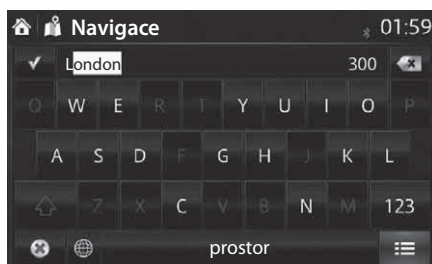 Navigace 01:59
London 300
Q W E R T Y U I O P
A S D F G H J K L
Z X C V B N M 123
prostor